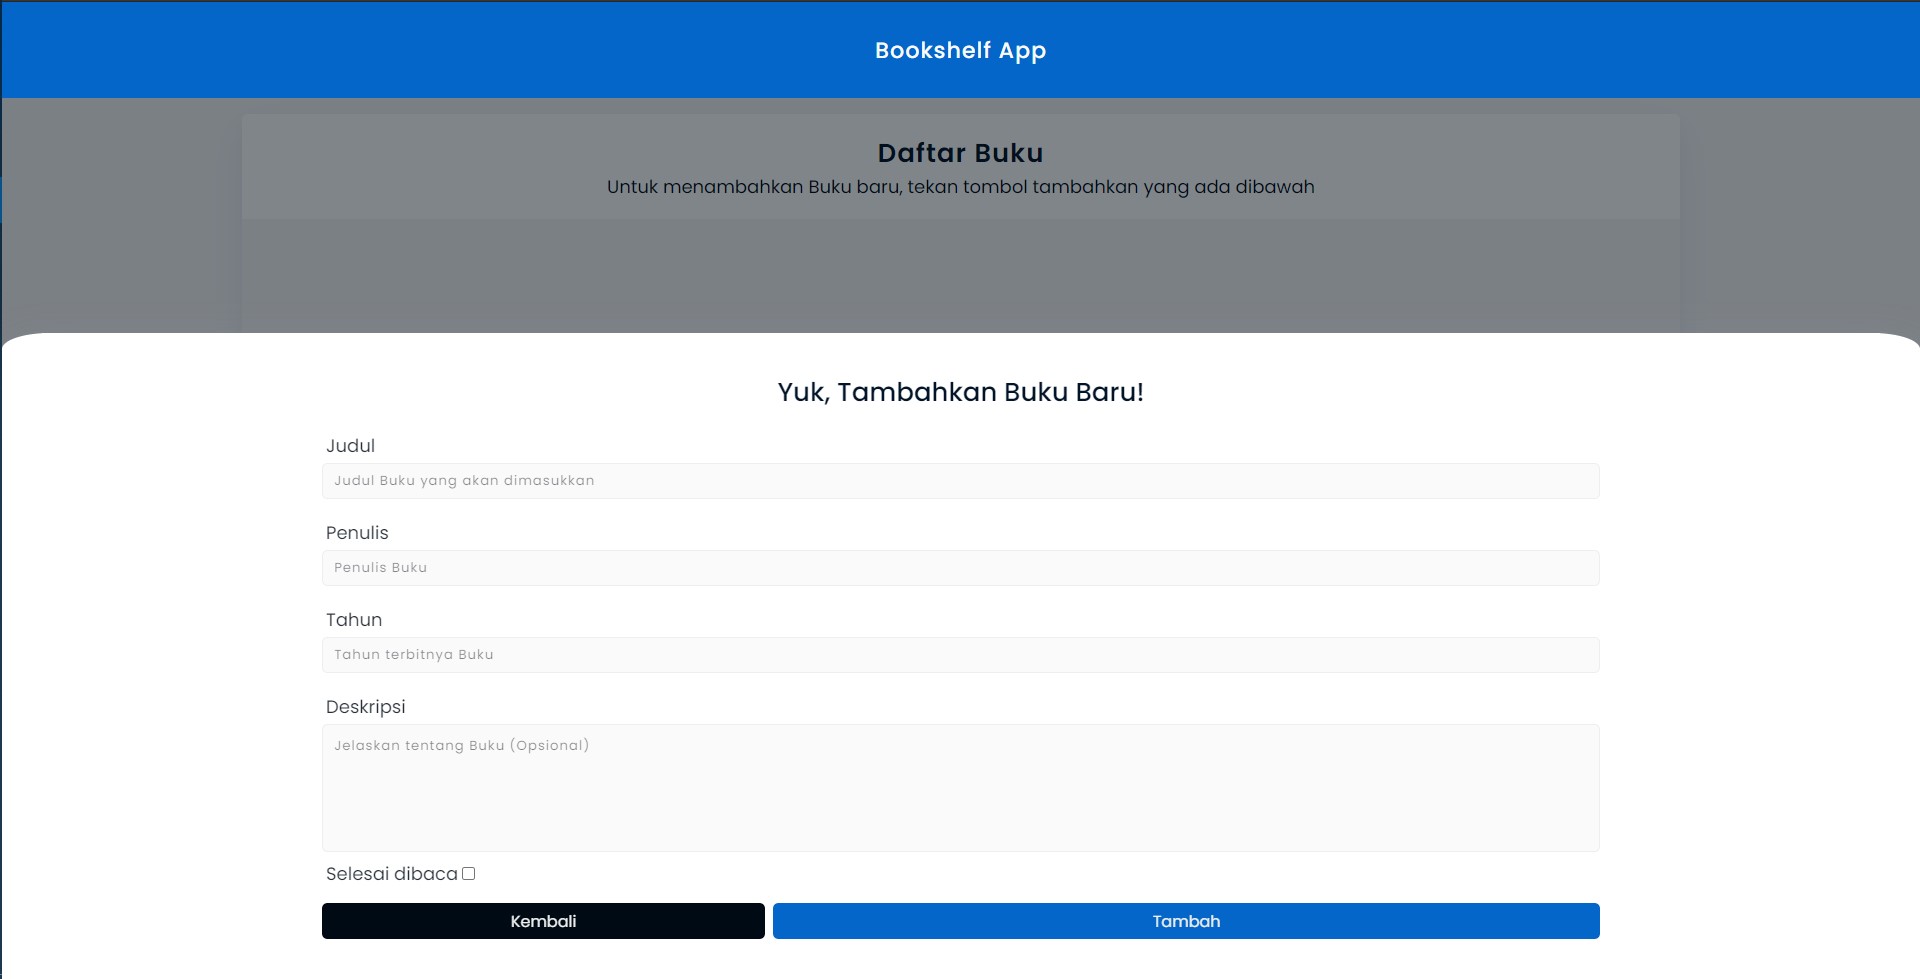 Bookshelf App
Daftar Buku
Untuk menambahkan Buku baru, tekan tombol tambahkan yang ada dibawah
Yuk, Tambahkan Buku Baru!
Judul
Judul Buku yang akan dimasukkan
Penulis
Penulis Buku
Tahun
Tahun terbitnya Buku
Deskripsi
Jelaskan tentang Buku (Opsional)
Selesai dibaca
Kembali
Tambah